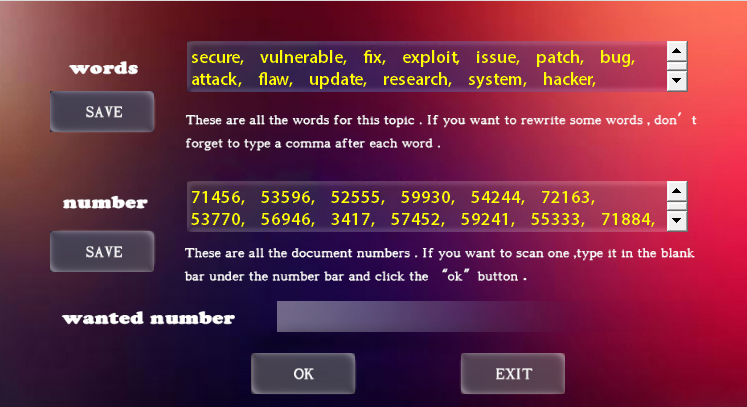 words
secure, vulnerable, fix, exploit, issue, patch, bug,
attack, flaw, update, research, system, hacker,
SAVE
These are all the words for this topic . If you want to rewrite some words , don't
forget to type a comma after each word .
number
71456, 53596, 52555, 59930, 54244, 72163,
53770, 56946, 3417, 57452, 59241, 55333, 71884,
SAVE
These are all the document numbers . If you want to scan one ,type it in the blank
bar under the number bar and click the “ok” button .
wanted number
OK
EXIT